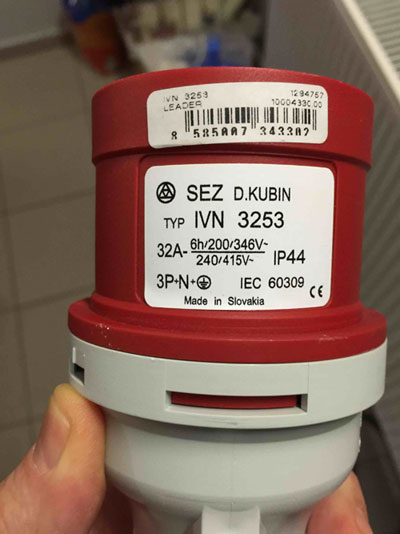 IVN 3253 1294757
LEADER 10004330.00
8 585007 343302
SEZ D.KUBIN
TYP IVN 3253
32A- 6h/200/346V~ IP44
240/415V~
3P+N+ IEC 60309 CE
Made in Slovakia